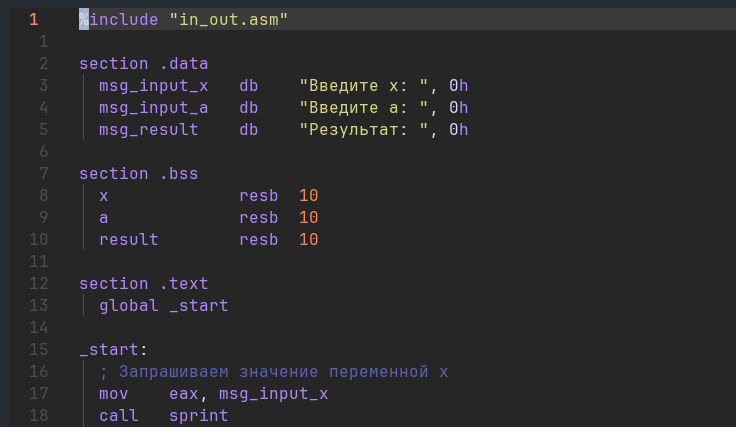 1 %include "in_out.asm"
1
2 section .data
3 msg_input_x db "Введите x: ", 0h
4 msg_input_a db "Введите a: ", 0h
5 msg_result db "Результат: ", 0h
6
7 section .bss
8 x resb 10
9 a resb 10
10 result resb 10
11
12 section .text
13 global _start
14
15 _start:
16 ; Запрашиваем значение переменной x
17 mov eax, msg_input_x
18 call sprint